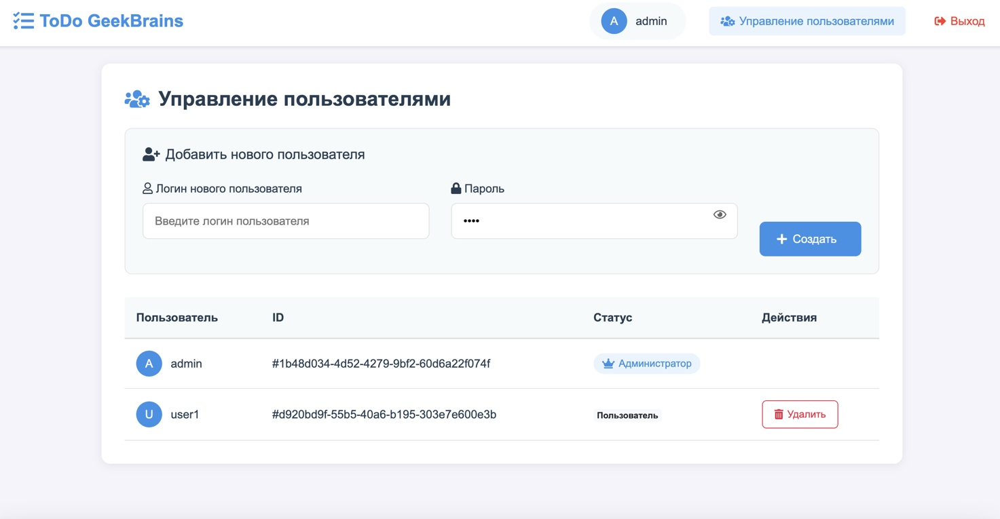 ToDo GeekBrains
A admin
Управление пользователями
Выход
Управление пользователями
Добавить нового пользователя
Логин нового пользователя
Пароль
Введите логин пользователя
••••
Создать
Пользователь ID Статус Действия
A admin #1b48d034-4d52-4279-9bf2-60d6a22f074f Администратор
U user1 #d920bd9f-55b5-40a6-b195-303e7e600e3b Пользователь Удалить